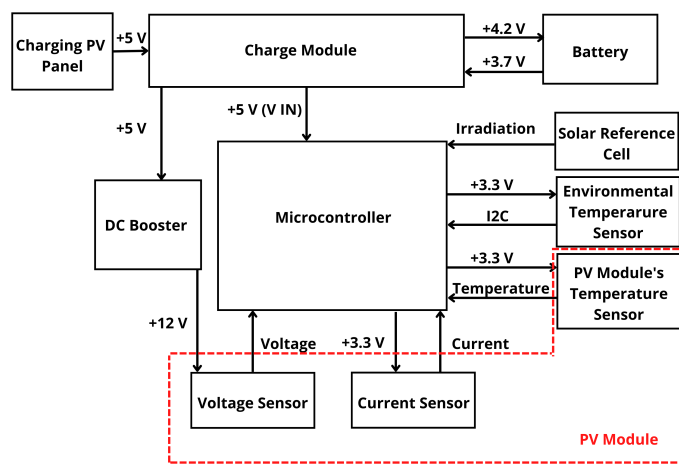 Charging PV
Panel
+5 V
Charge Module
+4.2 V
+3.7 V
Battery
+5 V
+5 V (V IN)
Irradiation
Solar Reference
Cell
DC Booster
Microcontroller
+3.3 V
I2C
Environmental
Temperarure
Sensor
+3.3 V
Temperature
PV Module's
Temperature
Sensor
+12 V
Voltage
+3.3 V
Current
Voltage Sensor
Current Sensor
PV Module